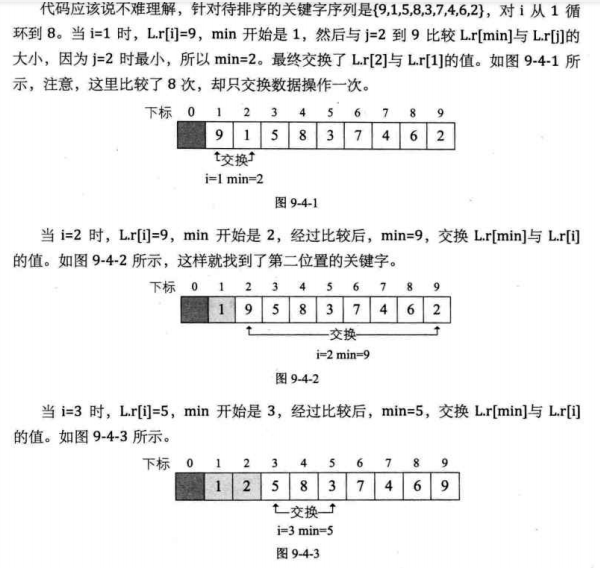 代码应该说不难理解，针对待排序的关键字序列是{9,1,5,8,3,7,4,6,2}，对 i 从 1 循
环到 8。当 i=1 时，L.r[i]=9，min 开始是 1，然后与 j=2 到 9 比较 L.r[min]与 L.r[j]的
大小，因为 j=2 时最小，所以 min=2。最终交换了 L.r[2]与 L.r[1]的值。如图 9-4-1 所
示，注意，这里比较了 8 次，却只交换数据操作一次。
下标 0 1 2 3 4 5 6 7 8 9
9 1 5 8 3 7 4 6 2
交换
i=1 min=2
图 9-4-1
当 i=2 时，L.r[i]=9，min 开始是 2，经过比较后，min=9，交换 L.r[min]与 L.r[i]
的值。如图 9-4-2 所示，这样就找到了第二位置的关键字。
下标 0 1 2 3 4 5 6 7 8 9
1 9 5 8 3 7 4 6 2
交换
i=2 min=9
图 9-4-2
当 i=3 时，L.r[i]=5，min 开始是 3，经过比较后，min=5，交换 L.r[min]与 L.r[i]
的值。如图 9-4-3 所示。
下标 0 1 2 3 4 5 6 7 8 9
1 2 5 8 3 7 4 6 9
交换
i=3 min=5
图 9-4-3